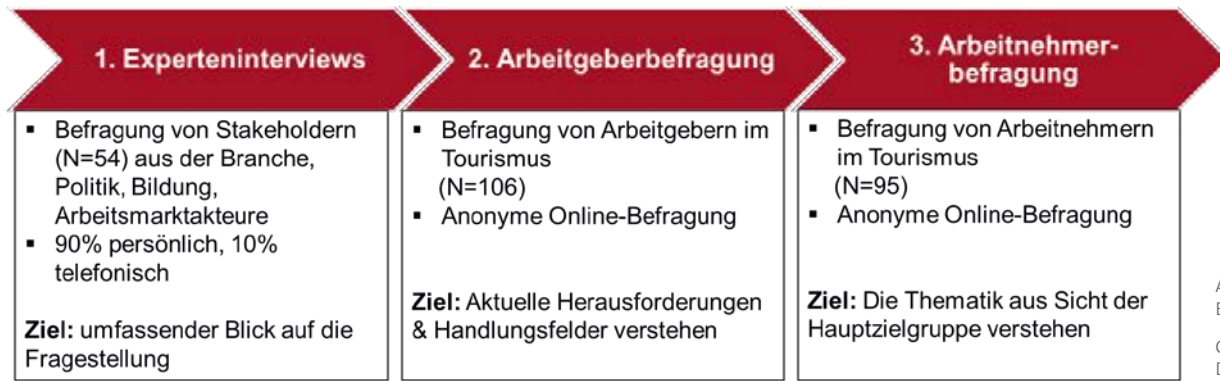 1. Experteninterviews
▪ Befragung von Stakeholdern
(N=54) aus der Branche,
Politik, Bildung,
Arbeitsmarktakteure
▪ 90% persönlich, 10%
telefonisch
Ziel: umfassender Blick auf die
Fragestellung
2. Arbeitgeberbefragung
▪ Befragung von Arbeitgebern im
Tourismus
(N=106)
▪ Anonyme Online-Befragung
Ziel: Aktuelle Herausforderungen
& Handlungsfelder verstehen
3. Arbeitnehmer-
befragung
▪ Befragung von Arbeitnehmern
im Tourismus
(N=95)
▪ Anonyme Online-Befragung
Ziel: Die Thematik aus Sicht der
Hauptzielgruppe verstehen